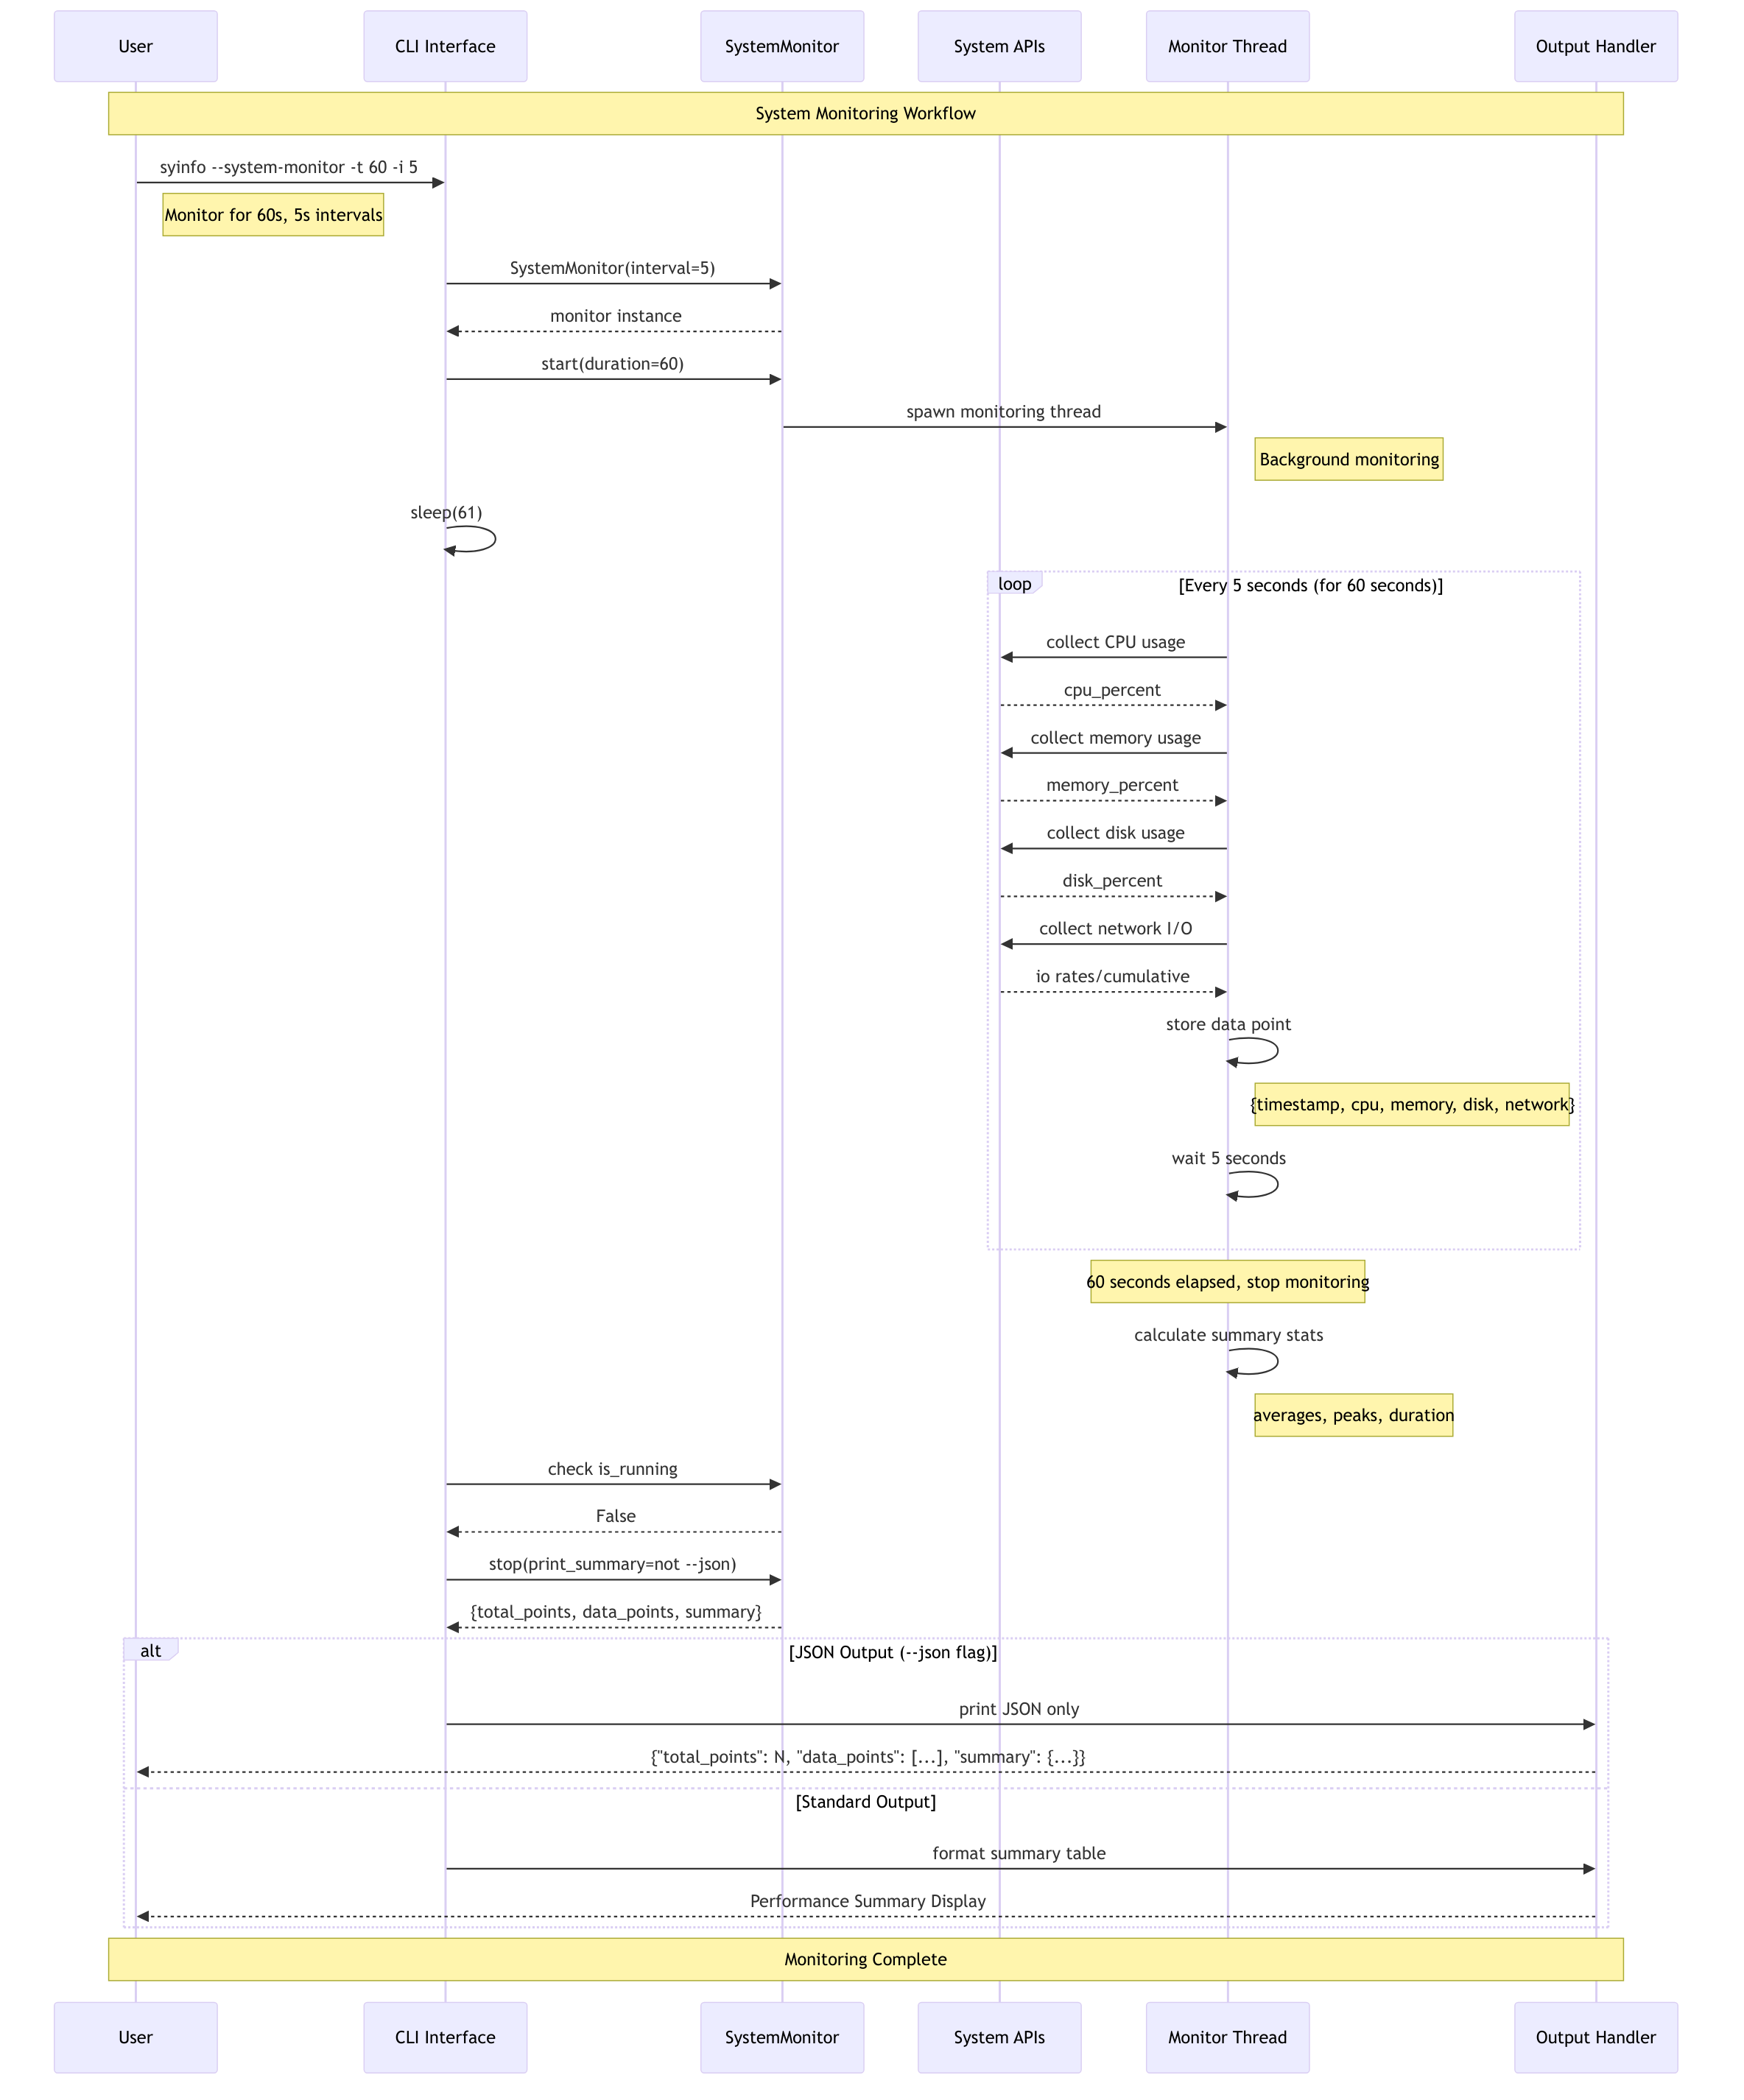 User
CLI Interface
SystemMonitor
System APIs
Monitor Thread
Output Handler
System Monitoring Workflow
syinfo --system-monitor -t 60 -i 5
Monitor for 60s, 5s intervals
SystemMonitor(interval=5)
monitor instance
start(duration=60)
spawn monitoring thread
Background monitoring
sleep(61)
loop
[Every 5 seconds (for 60 seconds)]
collect CPU usage
cpu_percent
collect memory usage
memory_percent
collect disk usage
disk_percent
collect network I/O
io rates/cumulative
store data point
{timestamp, cpu, memory, disk, network}
wait 5 seconds
60 seconds elapsed, stop monitoring
calculate summary stats
averages, peaks, duration
check is_running
False
stop(print_summary=not --json)
{total_points, data_points, summary}
alt
[JSON Output (--json flag)]
print JSON only
{"total_points": N, "data_points": [...], "summary": {...}}
[Standard Output]
format summary table
Performance Summary Display
Monitoring Complete
User
CLI Interface
SystemMonitor
System APIs
Monitor Thread
Output Handler